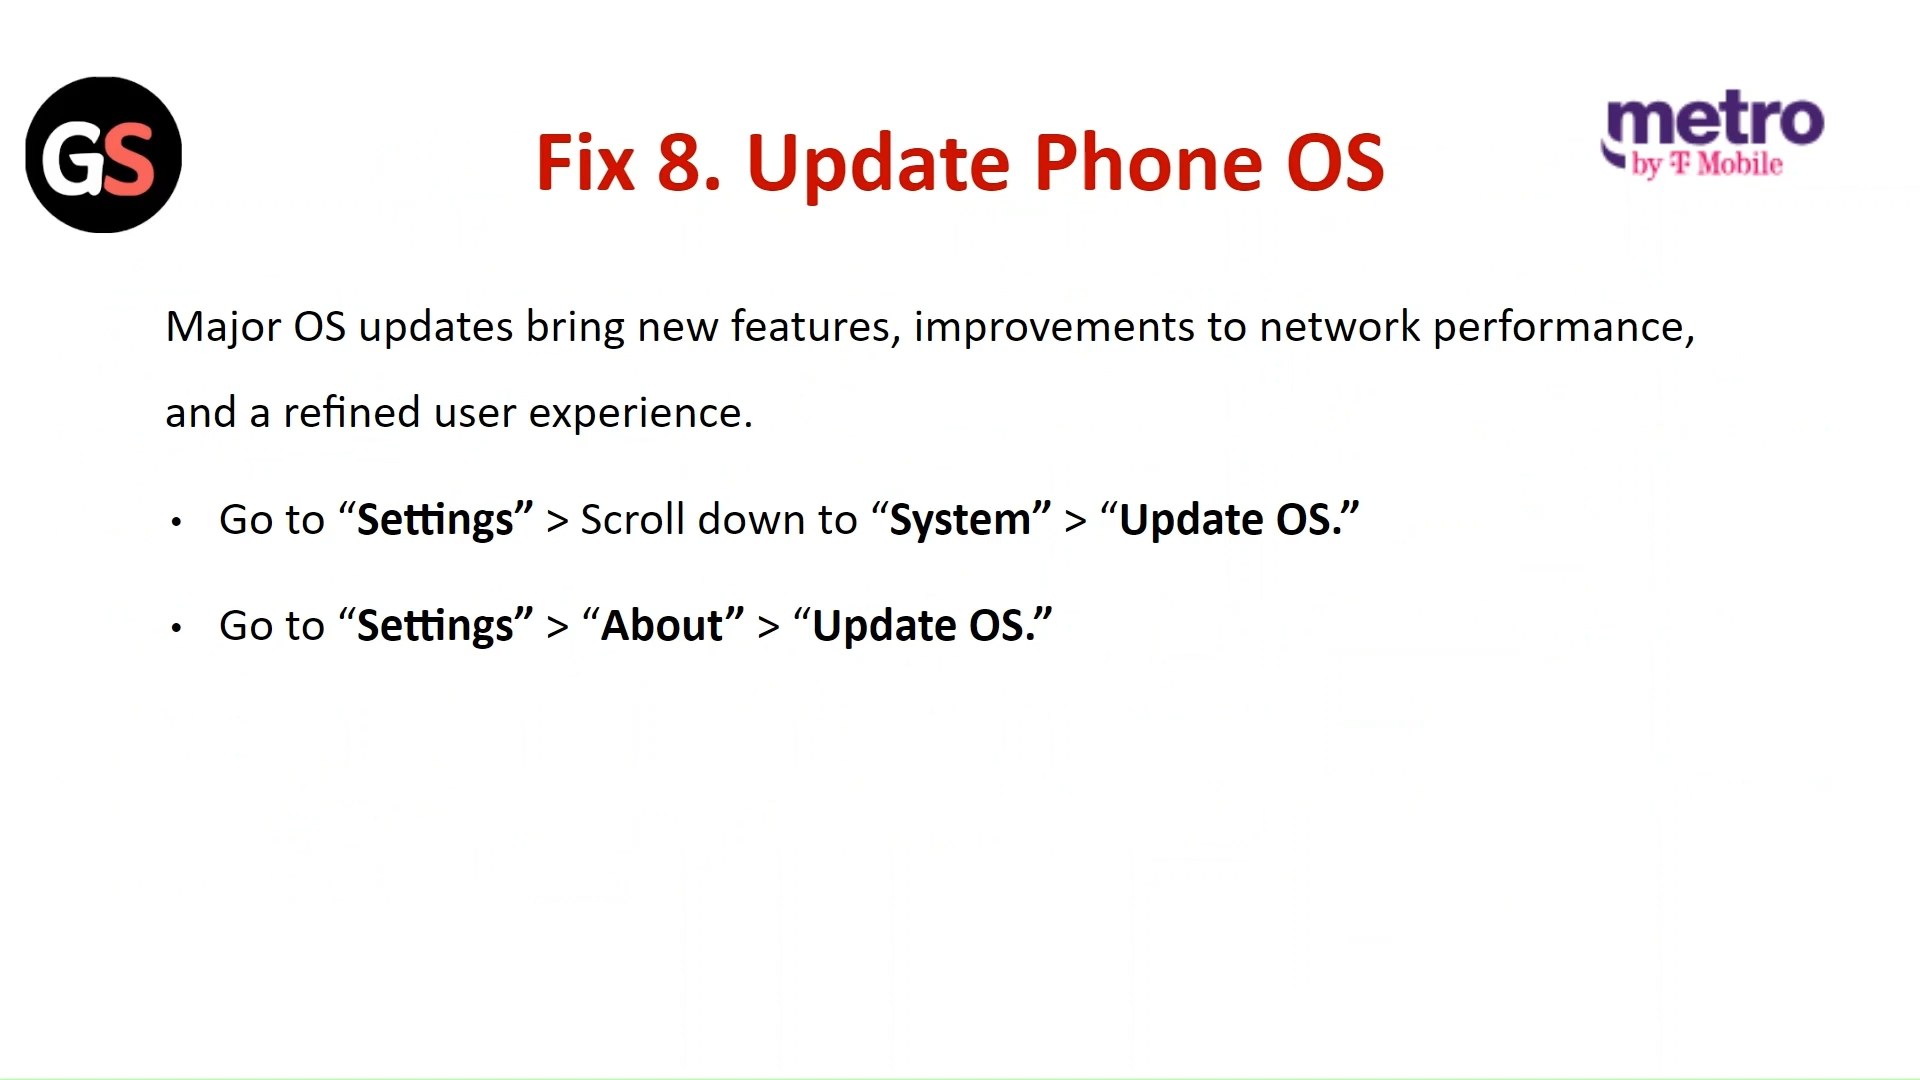 GS
Fix 8. Update Phone OS
metro
by T Mobile
Major OS updates bring new features, improvements to network performance,
and a refined user experience.
• Go to “Settings” > Scroll down to “System” > “Update OS.”
• Go to “Settings” > “About” > “Update OS.”